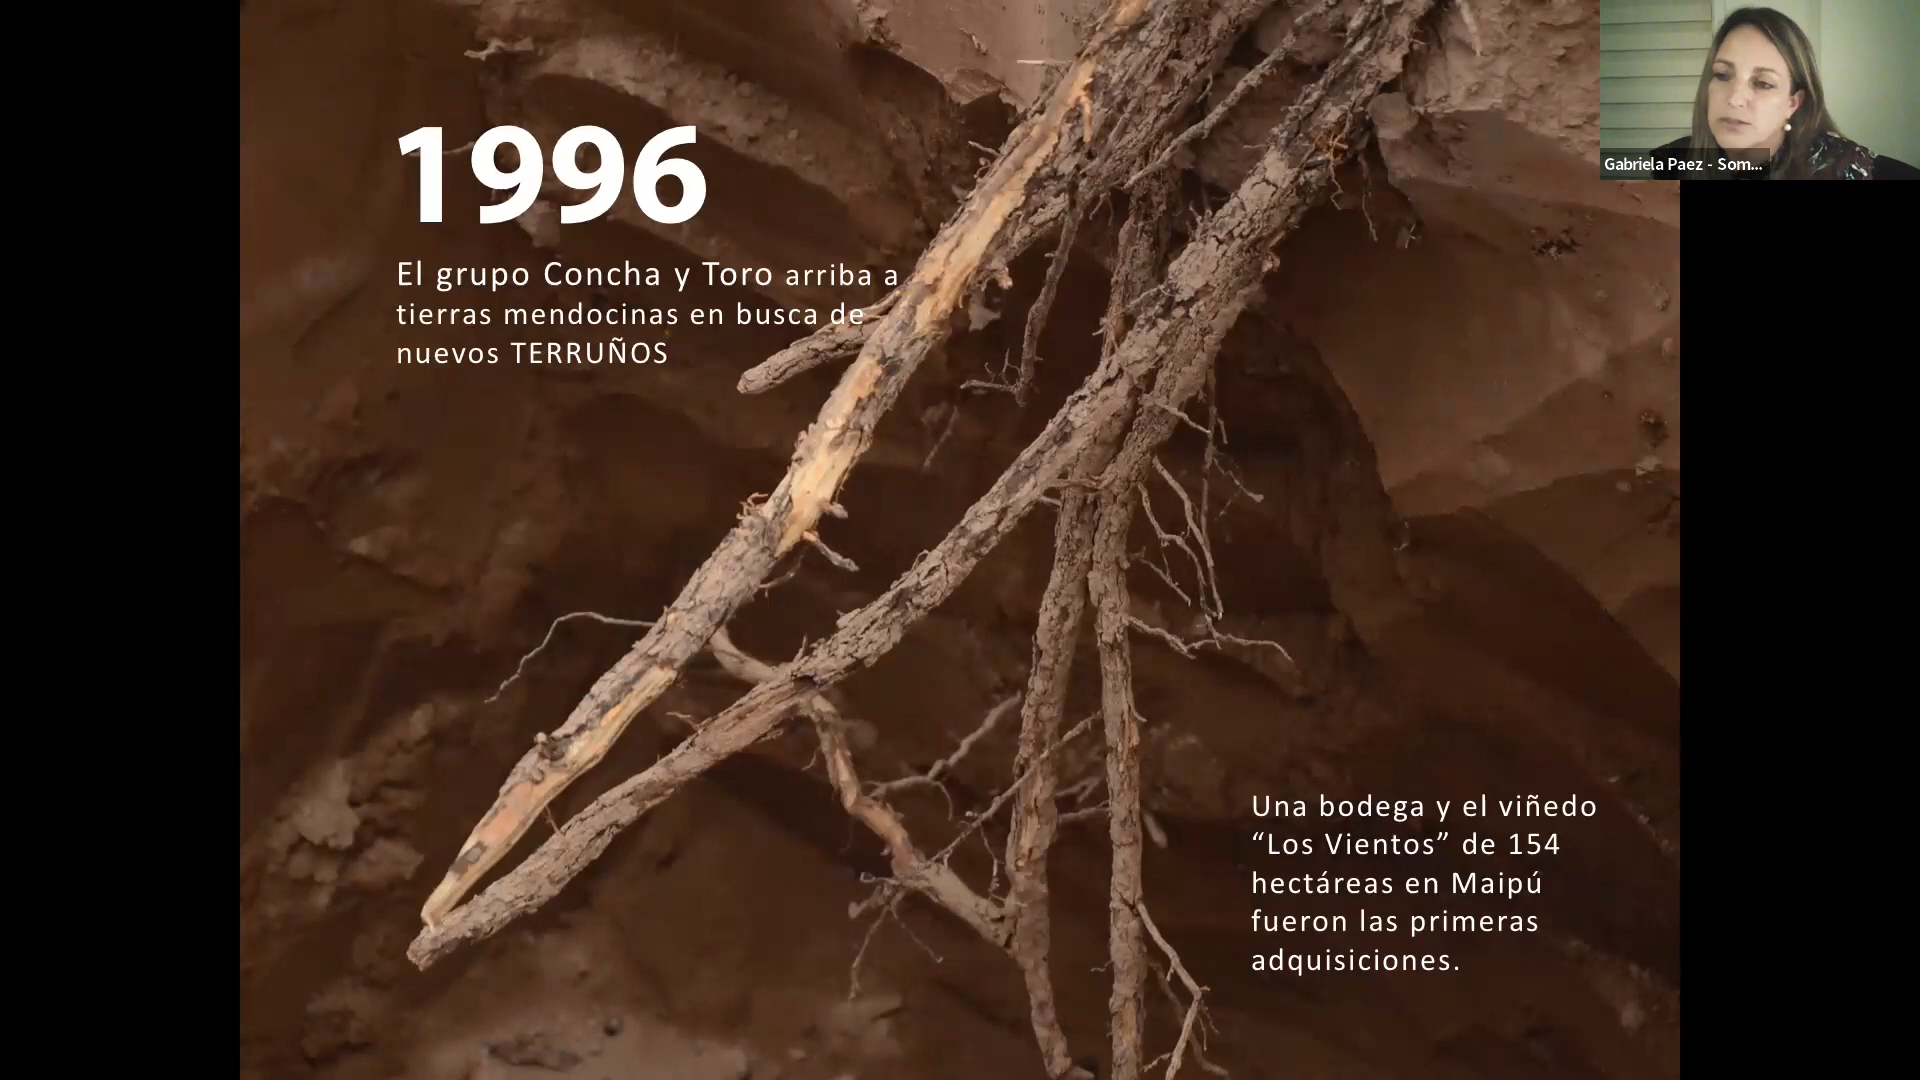 1996
El grupo Concha y Toro arriba a
tierras mendocinas en busca de
nuevos TERRUÑOS
Una bodega y el viñedo
“Los Vientos” de 154
hectáreas en Maipú
fueron las primeras
adquisiciones.
Gabriela Paez - Som...